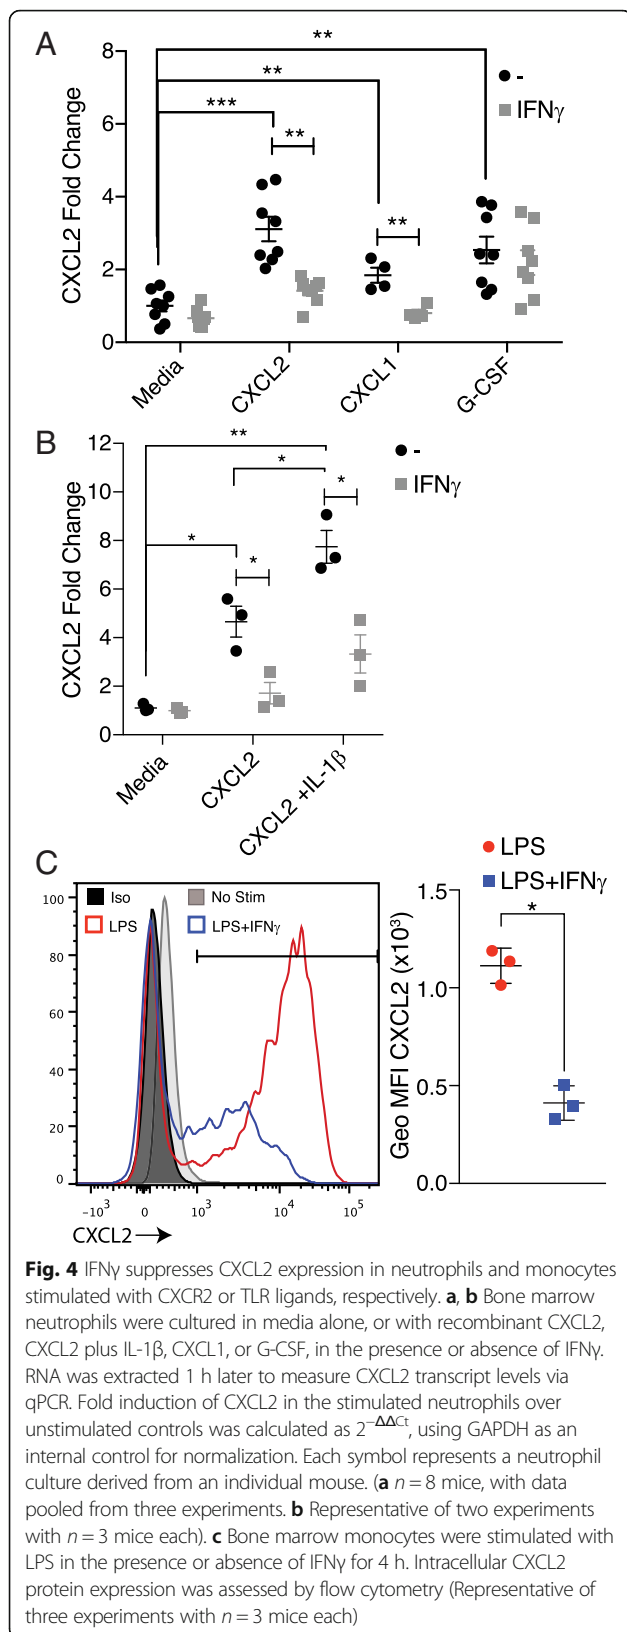 A
**
**
***
**
**
-
IFNγ
CXCL2 Fold Change
8
6
4
2
0
Media
CXCL2
CXCL1
G-CSF
B
**
*
*
*
*
-
IFNγ
CXCL2 Fold Change
12
10
8
6
4
2
0
Media
CXCL2
CXCL2 +IL-1β
C
Iso
No Stim
LPS
LPS+IFNγ
100
80
60
40
20
0
-10³
0
10³
10⁴
10⁵
CXCL2
LPS
LPS+IFNγ
*
Geo MFI CXCL2 (x10³)
1.5
1.0
0.5
0.0
Fig. 4 IFNγ suppresses CXCL2 expression in neutrophils and monocytes
stimulated with CXCR2 or TLR ligands, respectively. a, b Bone marrow
neutrophils were cultured in media alone, or with recombinant CXCL2,
CXCL2 plus IL-1β, CXCL1, or G-CSF, in the presence or absence of IFNγ.
RNA was extracted 1 h later to measure CXCL2 transcript levels via
qPCR. Fold induction of CXCL2 in the stimulated neutrophils over
unstimulated controls was calculated as 2−ΔΔCt, using GAPDH as an
internal control for normalization. Each symbol represents a neutrophil
culture derived from an individual mouse. (a n = 8 mice, with data
pooled from three experiments. b Representative of two experiments
with n = 3 mice each). c Bone marrow monocytes were stimulated with
LPS in the presence or absence of IFNγ for 4 h. Intracellular CXCL2
protein expression was assessed by flow cytometry (Representative of
three experiments with n = 3 mice each)